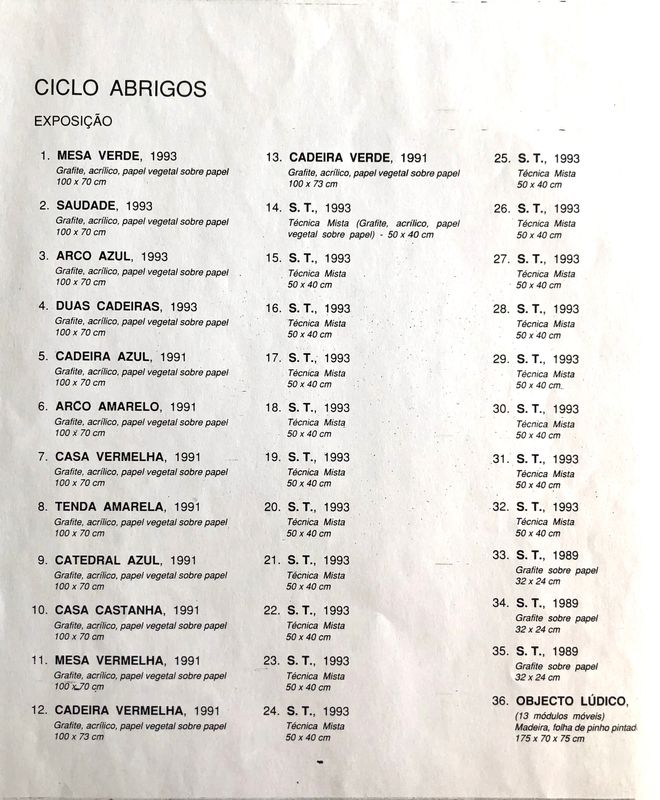 CICLO ABRIGOS
EXPOSIÇÃO
1. MESA VERDE, 1993
Grafite, acrílico, papel vegetal sobre papel
100 x 70 cm
2. SAUDADE, 1993
Grafite, acrílico, papel vegetal sobre papel
100 x 70 cm
3. ARCO AZUL, 1993
Grafite, acrílico, papel vegetal sobre papel
100 x 70 cm
4. DUAS CADEIRAS, 1993
Grafite, acrílico, papel vegetal sobre papel
100 x 70 cm
5. CADEIRA AZUL, 1991
Grafite, acrílico, papel vegetal sobre papel
100 x 70 cm
6. ARCO AMARELO, 1991
Grafite, acrílico, papel vegetal sobre papel
100 x 70 cm
7. CASA VERMELHA, 1991
Grafite, acrílico, papel vegetal sobre papel
100 x 70 cm
8. TENDA AMARELA, 1991
Grafite, acrílico, papel vegetal sobre papel
100 x 70 cm
9. CATEDRAL AZUL, 1991
Grafite, acrílico, papel vegetal sobre papel
100 x 70 cm
10. CASA CASTANHA, 1991
Grafite, acrílico, papel vegetal sobre papel
100 x 70 cm
11. MESA VERMELHA, 1991
Grafite, acrílico, papel vegetal sobre papel
100 x 70 cm
12. CADEIRA VERMELHA, 1991
Grafite, acrílico, papel vegetal sobre papel
100 x 73 cm
13. CADEIRA VERDE, 1991
Grafite, acrílico, papel vegetal sobre papel
100 x 73 cm
14. S. T., 1993
Técnica Mista (Grafite, acrílico, papel
vegetal sobre papel) - 50 x 40 cm
15. S. T., 1993
Técnica Mista
50 x 40 cm
16. S. T., 1993
Técnica Mista
50 x 40 cm
17. S. T., 1993
Técnica Mista
50 x 40 cm
18. S. T., 1993
Técnica Mista
50 x 40 cm
19. S. T., 1993
Técnica Mista
50 x 40 cm
20. S. T., 1993
Técnica Mista
50 x 40 cm
21. S. T., 1993
Técnica Mista
50 x 40 cm
22. S. T., 1993
Técnica Mista
50 x 40 cm
23. S. T., 1993
Técnica Mista
50 x 40 cm
24. S. T., 1993
Técnica Mista
50 x 40 cm
25. S. T., 1993
Técnica Mista
50 x 40 cm
26. S. T., 1993
Técnica Mista
50 x 40 cm
27. S. T., 1993
Técnica Mista
50 x 40 cm
28. S. T., 1993
Técnica Mista
50 x 40 cm
29. S. T., 1993
Técnica Mista
50 x 40 cm
30. S. T., 1993
Técnica Mista
50 x 40 cm
31. S. T., 1993
Técnica Mista
50 x 40 cm
32. S. T., 1993
Técnica Mista
50 x 40 cm
33. S. T., 1989
Grafite sobre papel
32 x 24 cm
34. S. T., 1989
Grafite sobre papel
32 x 24 cm
35. S. T., 1989
Grafite sobre papel
32 x 24 cm
36. OBJECTO LÚDICO,
(13 módulos móveis)
Madeira, folha de pinho pintad
175 x 70 x 75 cm